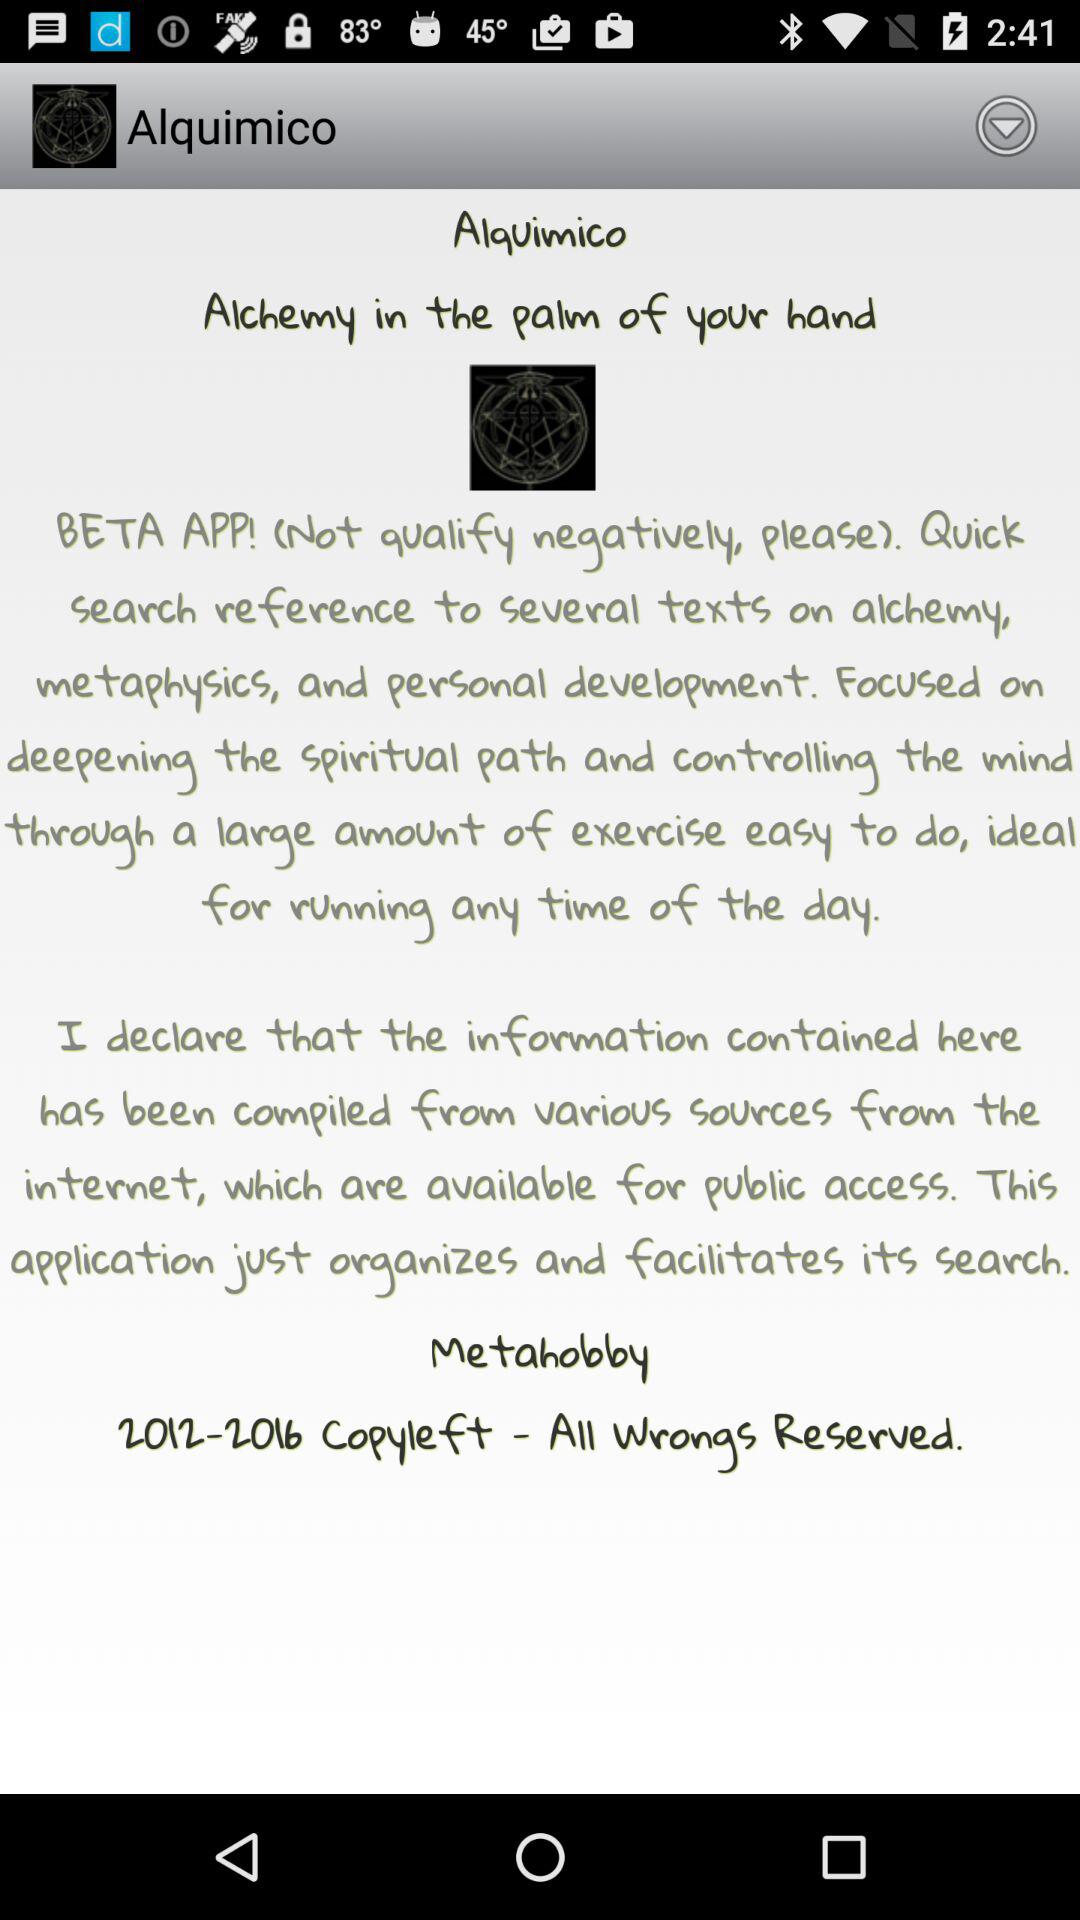 FAKE 83° 45° 2:41
Alquimico
Alquimico
Alchemy in the palm of your hand
BETA APP! (Not qualify negatively, please). Quick
search reference to several texts on alchemy,
metaphysics, and personal development. Focused on
deepening the spiritual path and controlling the mind
through a large amount of exercise easy to do, ideal
for running any time of the day.
I declare that the information contained here
has been compiled from various sources from the
internet, which are available for public access. This
application just organizes and facilitates its search.
Metahobby
2012-2016 Copyleft - All Wrongs Reserved.